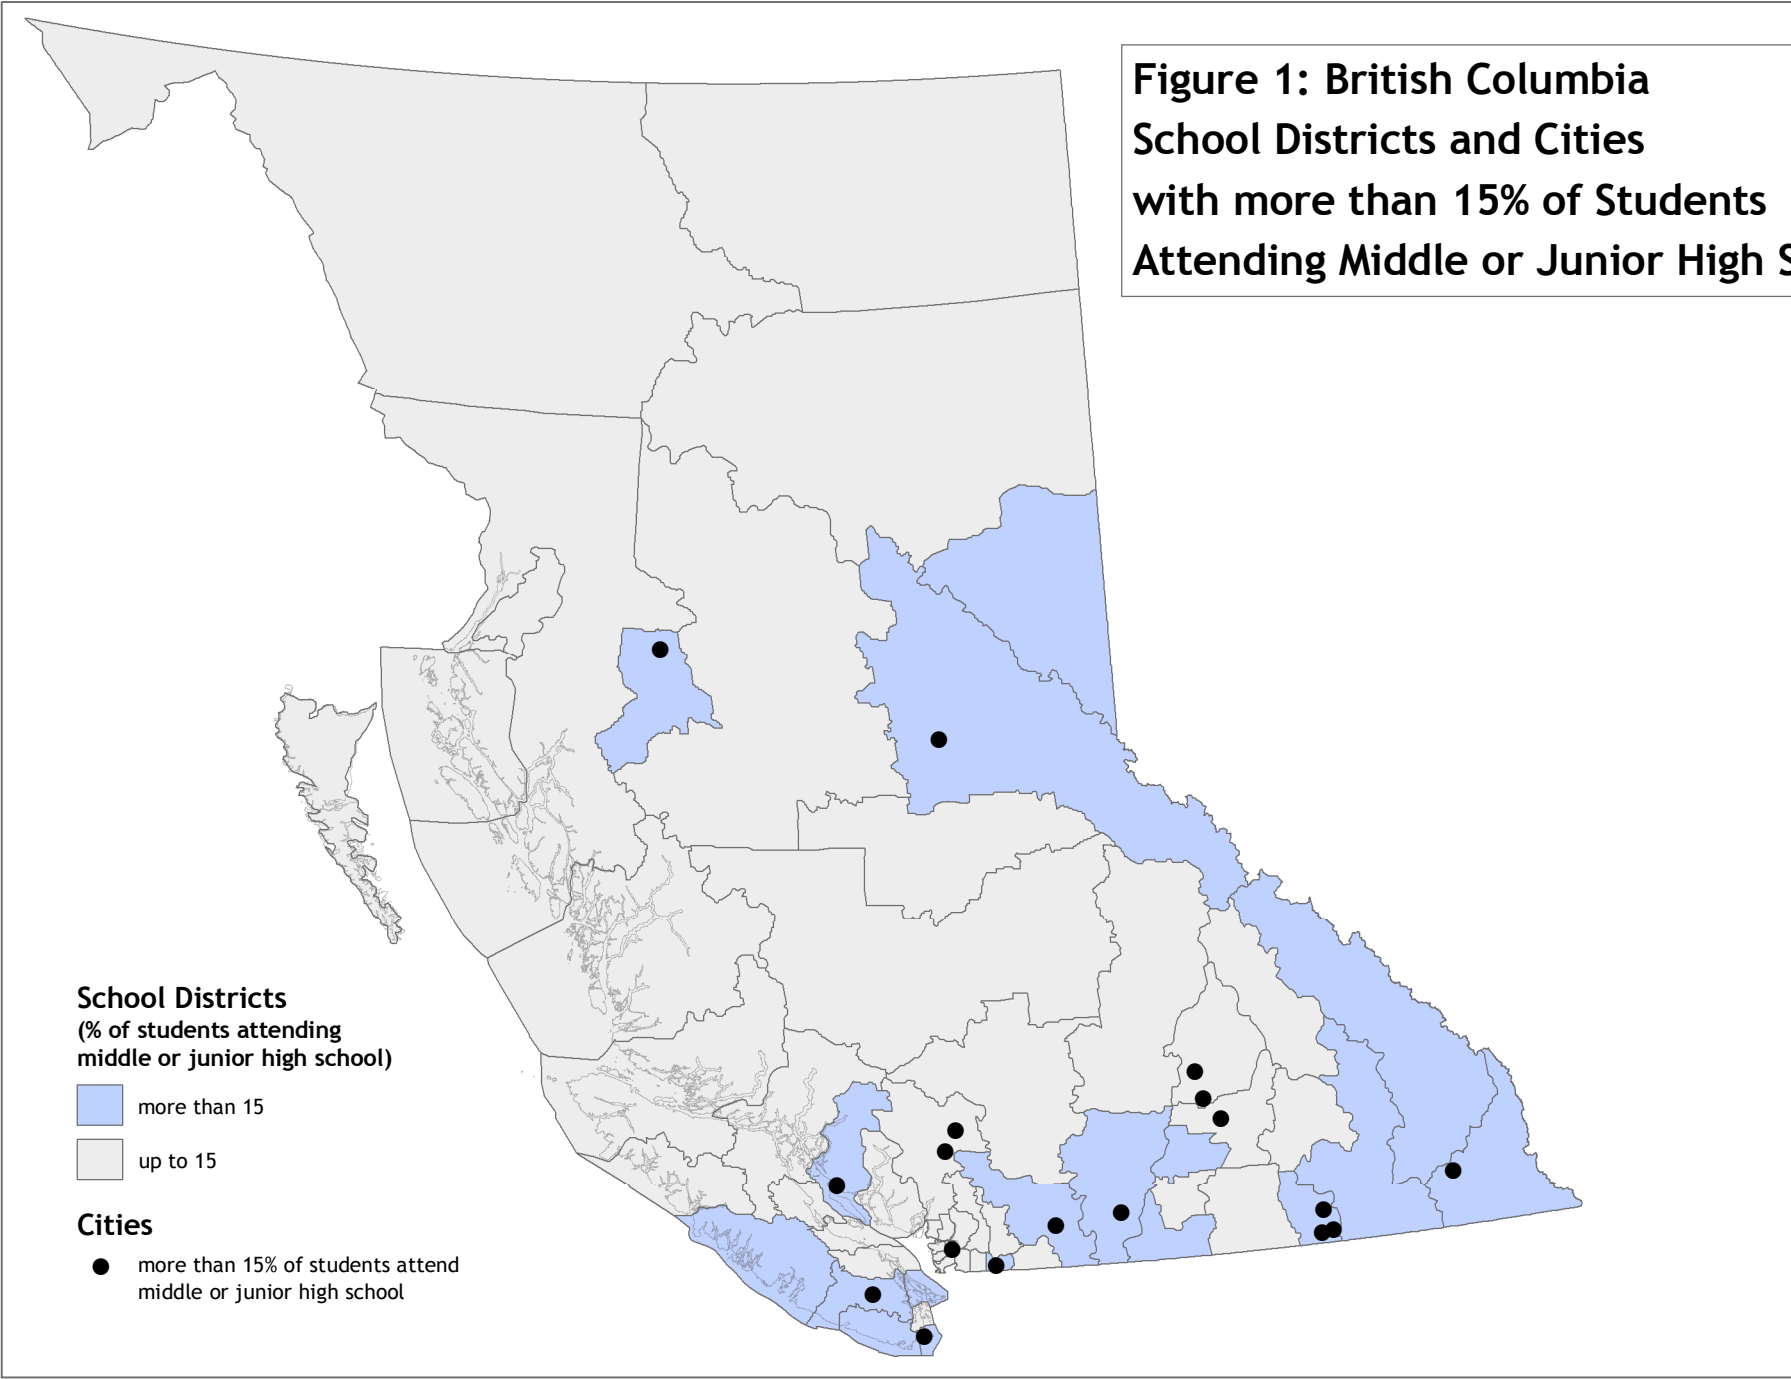 Figure 1: British Columbia
School Districts and Cities
with more than 15% of Students
Attending Middle or Junior High S
School Districts
(% of students attending
middle or junior high school)
more than 15
up to 15
Cities
more than 15% of students attend
middle or junior high school